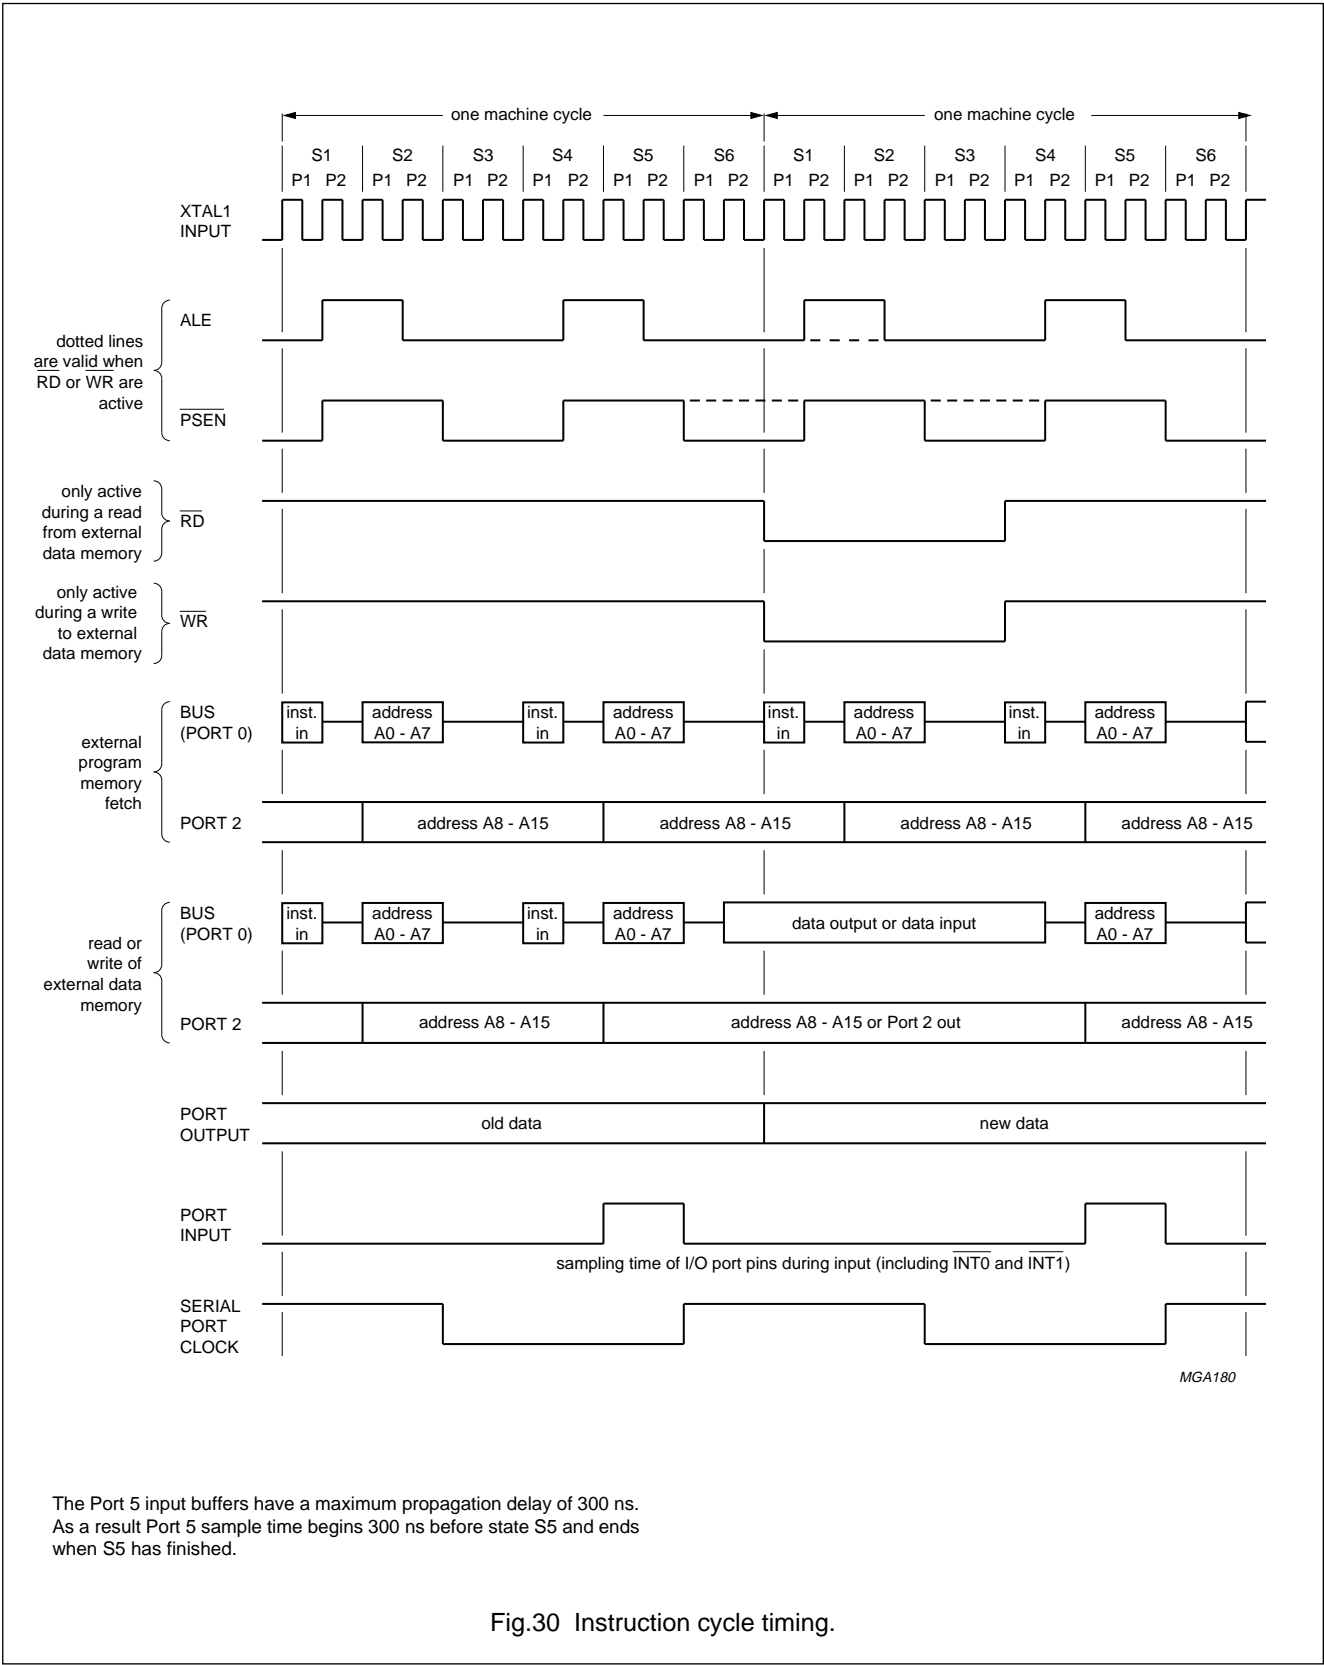 one machine cycle one machine cycle
S1 S2 S3 S4 S5 S6 S1 S2 S3 S4 S5 S6
P1 P2 P1 P2 P1 P2 P1 P2 P1 P2 P1 P2 P1 P2 P1 P2 P1 P2 P1 P2 P1 P2 P1 P2
XTAL1
INPUT
dotted lines
are valid when
RD or WR are
active
ALE
PSEN
only active
during a read
from external
data memory
RD
only active
during a write
to external
data memory
WR
external
program
memory
fetch
BUS
(PORT 0)
inst.
in
address
A0 - A7
inst.
in
address
A0 - A7
inst.
in
address
A0 - A7
inst.
in
address
A0 - A7
PORT 2
address A8 - A15 address A8 - A15 address A8 - A15 address A8 - A15
read or
write of
external data
memory
BUS
(PORT 0)
inst.
in
address
A0 - A7
inst.
in
address
A0 - A7
data output or data input
address
A0 - A7
PORT 2
address A8 - A15 address A8 - A15 or Port 2 out address A8 - A15
PORT
OUTPUT
old data new data
PORT
INPUT
sampling time of I/O port pins during input (including INT0 and INT1)
SERIAL
PORT
CLOCK
MGA180
The Port 5 input buffers have a maximum propagation delay of 300 ns.
As a result Port 5 sample time begins 300 ns before state S5 and ends
when S5 has finished.
Fig.30 Instruction cycle timing.